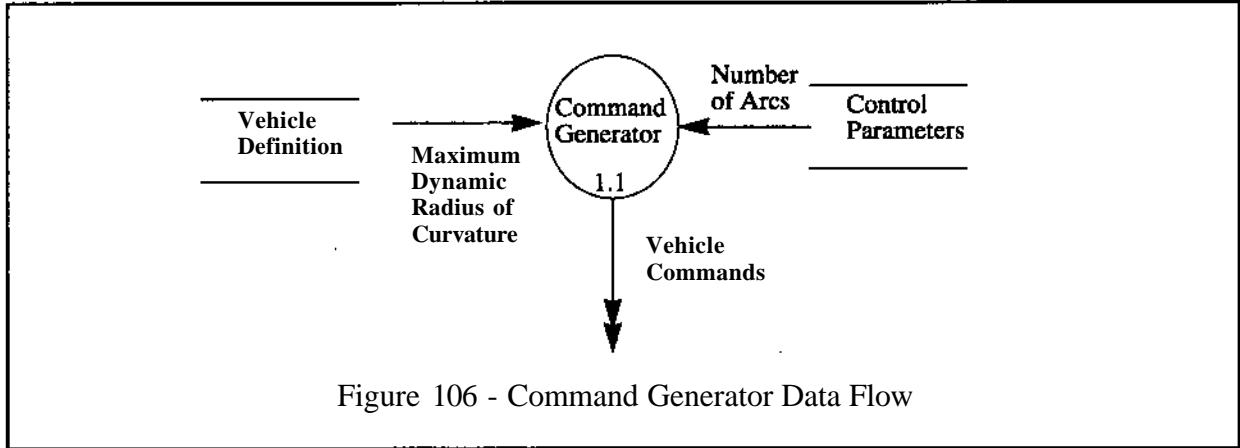 Vehicle
Definition
Maximum
Dynamic
Radius of
Curvature
Command
Generator
1.1
Number
of Arcs
Control
Parameters
Vehicle
Commands
Figure 106 - Command Generator Data Flow